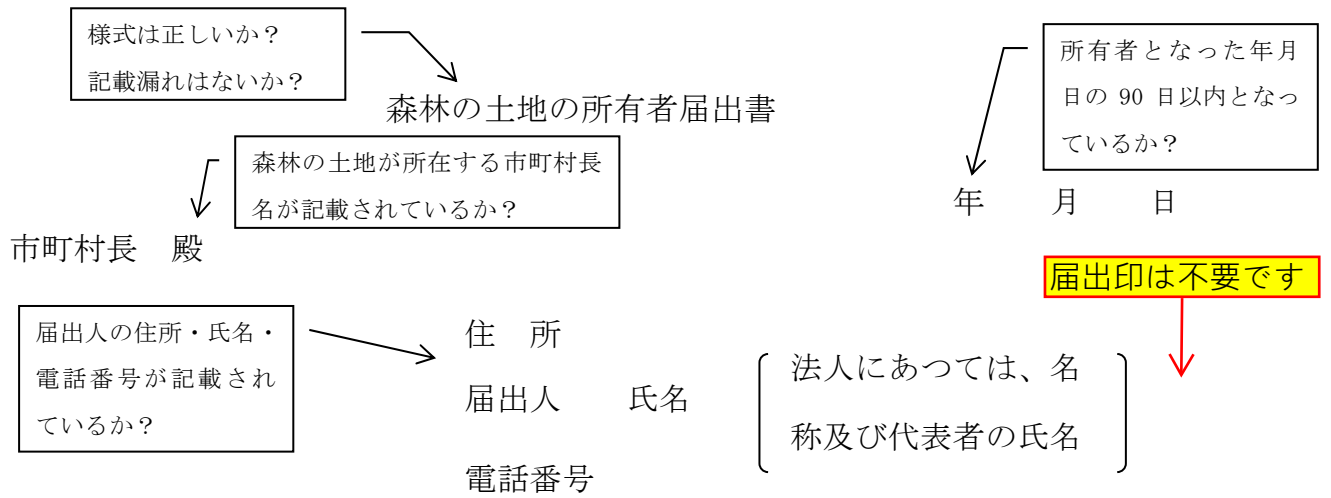 様式は正しいか?
記載漏れはないか?
森林の土地の所有者届出書
所有者となった年月
日の 90 日以内となっ
ているか?
森林の土地が所在する市町村長
名が記載されているか?
年 月 日
市町村長 殿
届出印は不要です
届出人の住所・氏名・
電話番号が記載され
ているか?
住 所
届出人 氏名
法人にあつては、名
称及び代表者の氏名
電話番号